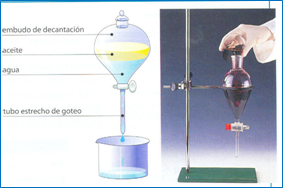 embudo de decantación
aceite
agua
tubo estrecho de goteo